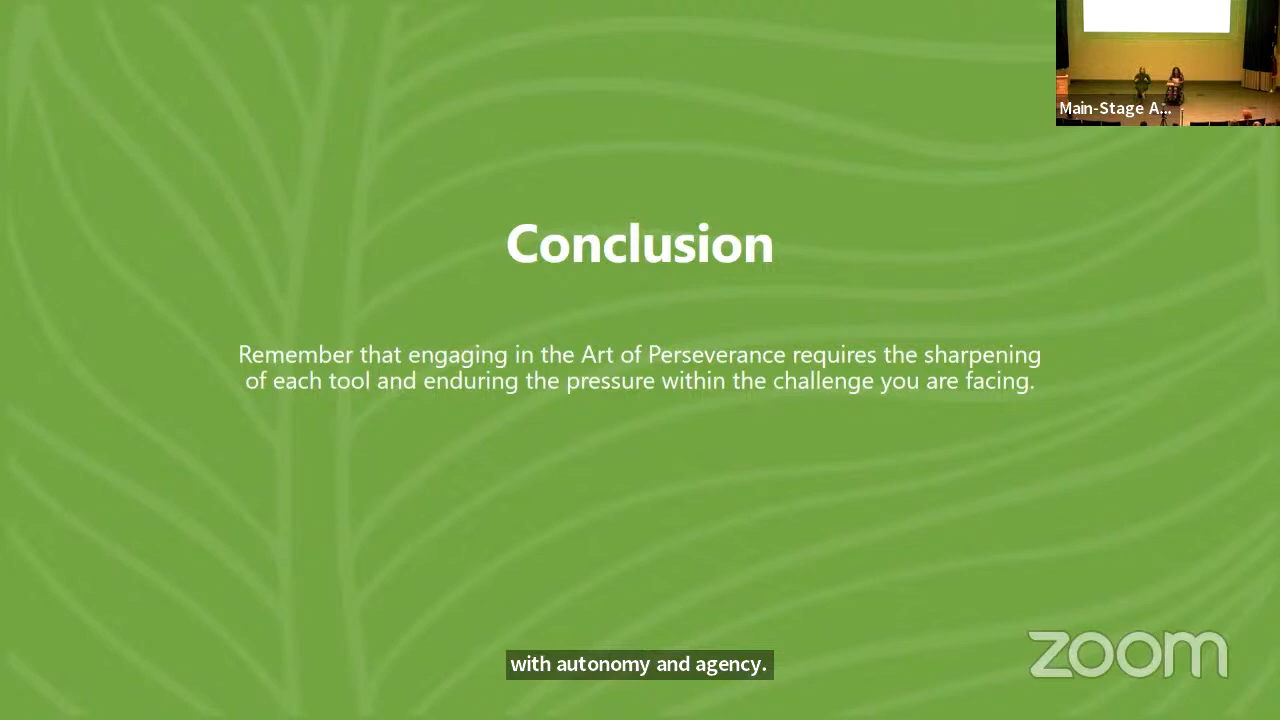 Main-Stage A...
Conclusion
Remember that engaging in the Art of Perseverance requires the sharpening
of each tool and enduring the pressure within the challenge you are facing.
with autonomy and agency.
zoom